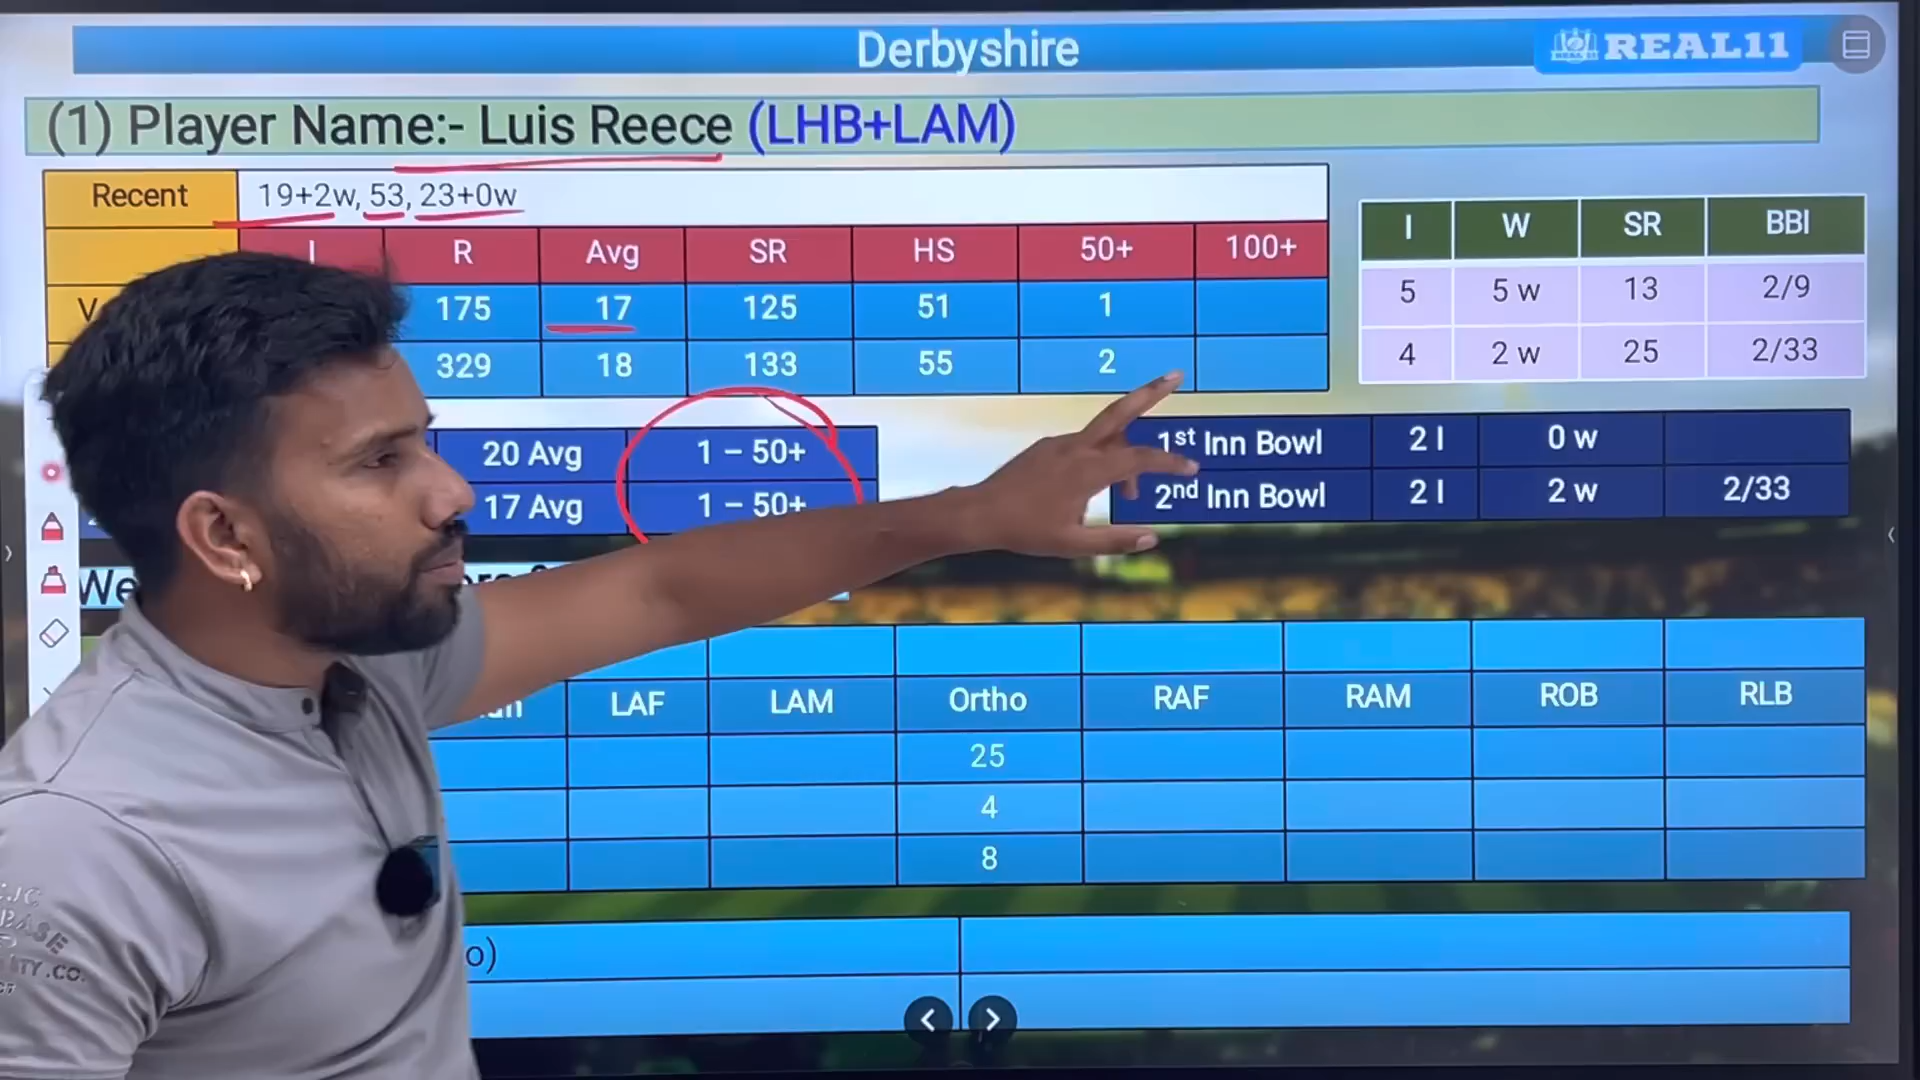 Derbyshire
REAL11
(1) Player Name:- Luis Reece (LHB+LAM)
Recent 19+2w, 53, 23+0w
I R Avg SR HS 50+ 100+
175 17 125 51 1
329 18 133 55 2
I W SR BBI
5 5 w 13 2/9
4 2 w 25 2/33
20 Avg 1 – 50+
17 Avg 1 – 50+
1st Inn Bowl 2 I 0 w
2nd Inn Bowl 2 I 2 w 2/33
We
LAF LAM Ortho RAF RAM ROB RLB
25
4
8
o)